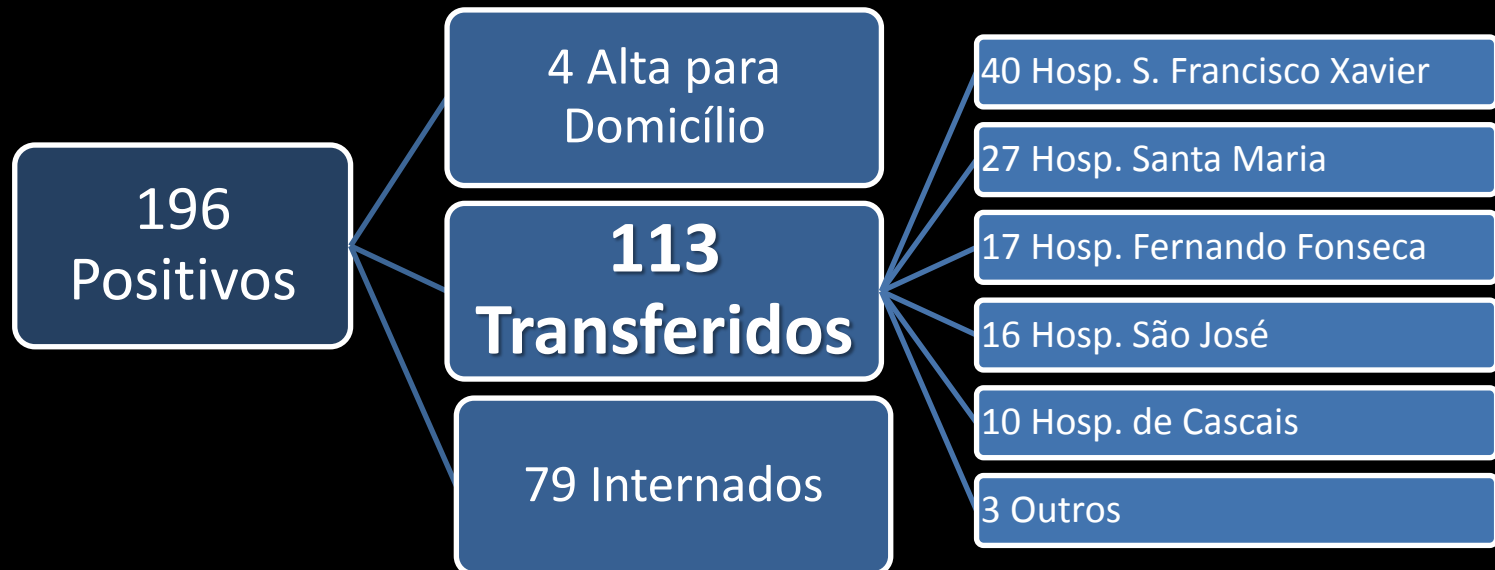 196
Positivos
4 Alta para
Domicílio
113
Transferidos
79 Internados
40 Hosp. S. Francisco Xavier
27 Hosp. Santa Maria
17 Hosp. Fernando Fonseca
16 Hosp. São José
10 Hosp. de Cascais
3 Outros